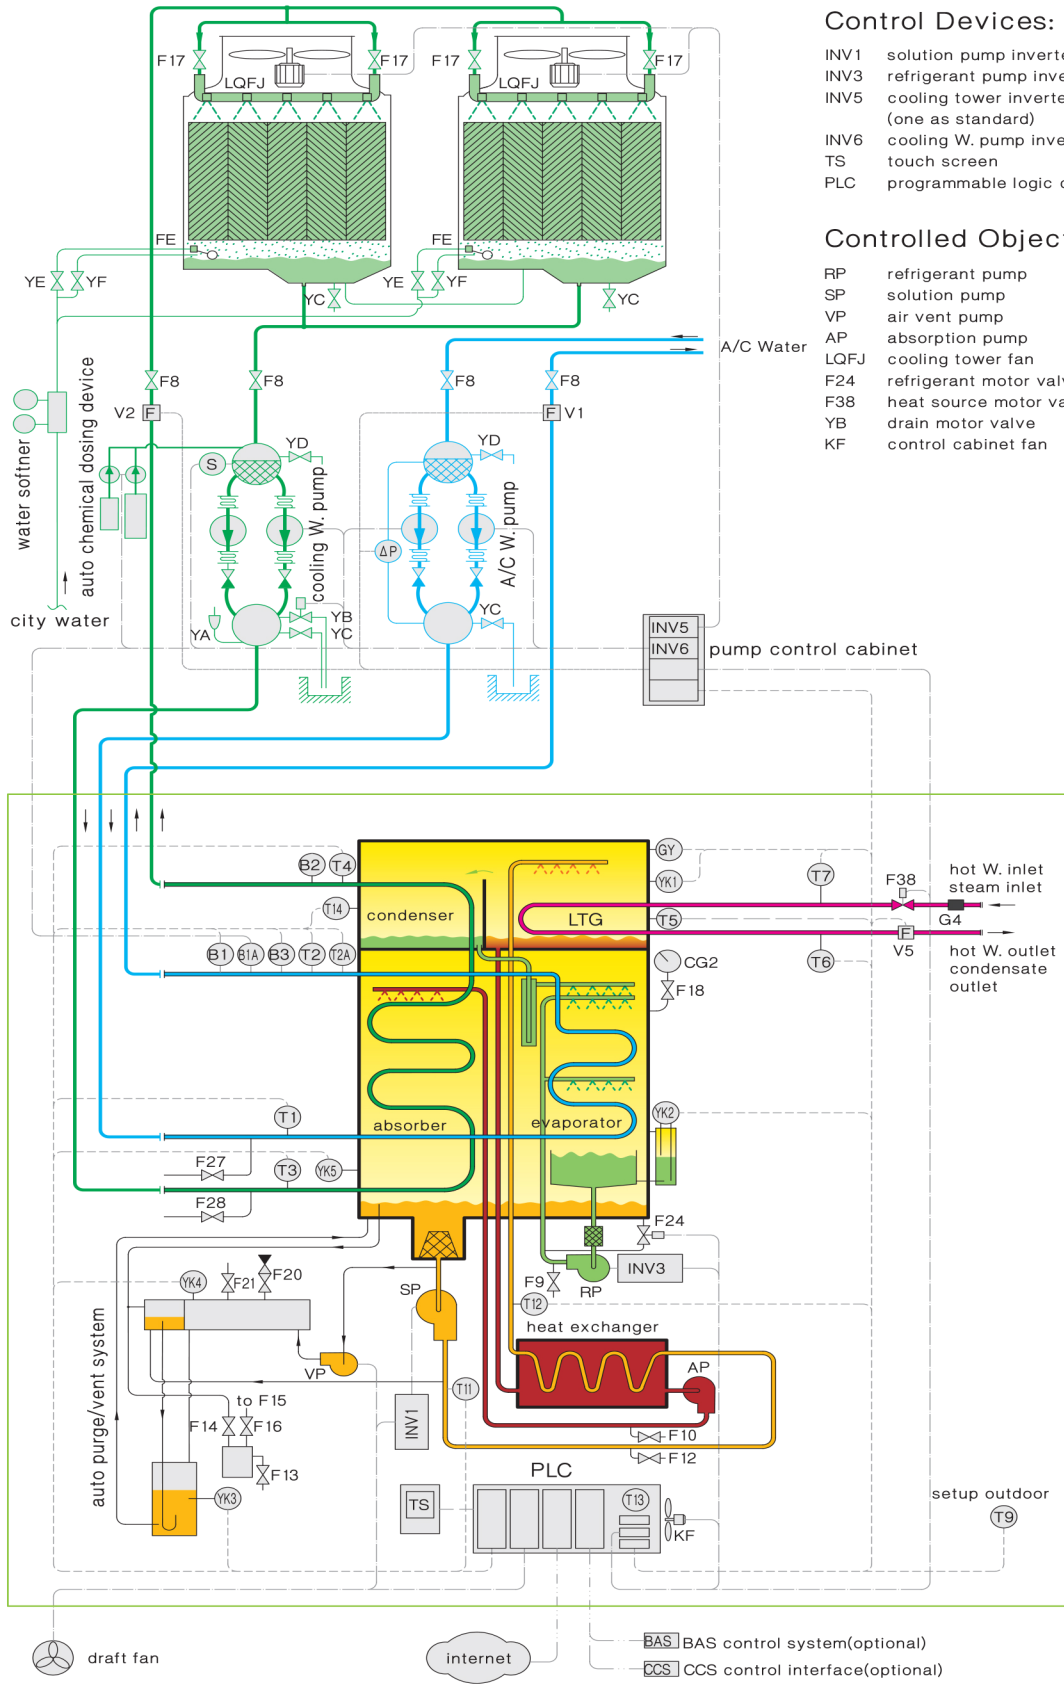 Control Devices:
INV1 solution pump inverte
INV3 refrigerant pump inve
INV5 cooling tower inverte
(one as standard)
INV6 cooling W. pump inve
TS touch screen
PLC programmable logic c
Controlled Objec
RP refrigerant pump
SP solution pump
VP air vent pump
AP absorption pump
LQFJ cooling tower fan
F24 refrigerant motor valv
F38 heat source motor va
YB drain motor valve
KF control cabinet fan
F17
LQFJ
F17
F17
LQFJ
F17
FE
YE
YF
YC
FE
YE
YF
YC
A/C Water
F8
F8
F8
F8
V2
F
F
V1
water softner
auto chemical dosing device
S
YD
cooling W. pump
YD
A/C W. pump
ΔP
city water
YA
YB
YC
YC
INV5
INV6
pump control cabinet
B2
T4
GY
YK1
T7
F38
hot W. inlet
steam inlet
G4
T14
condenser
LTG
T5
F
V5
hot W. outlet
condensate
outlet
T6
B1
B1A
B3
T2
T2A
CG2
F18
T1
absorber
evaporator
YK2
F27
T3
YK5
F28
F24
YK4
F21
F20
SP
F9
RP
INV3
T12
heat exchanger
AP
VP
T11
INV1
auto purge/vent system
to F15
F14
F16
F13
YK3
F10
F12
PLC
TS
T13
KF
setup outdoor
T9
draft fan
internet
BAS BAS control system(optional)
CCS CCS control interface(optional)